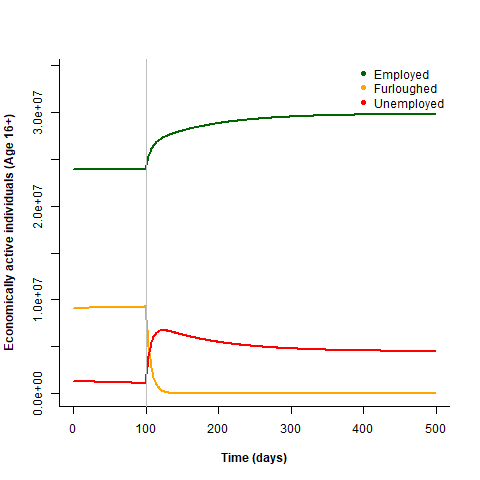 Employed
Furloughed
Unemployed
Economically active individuals (Age 16+)
3.0e+07
2.0e+07
1.0e+07
0.0e+00
0 100 200 300 400 500
Time (days)